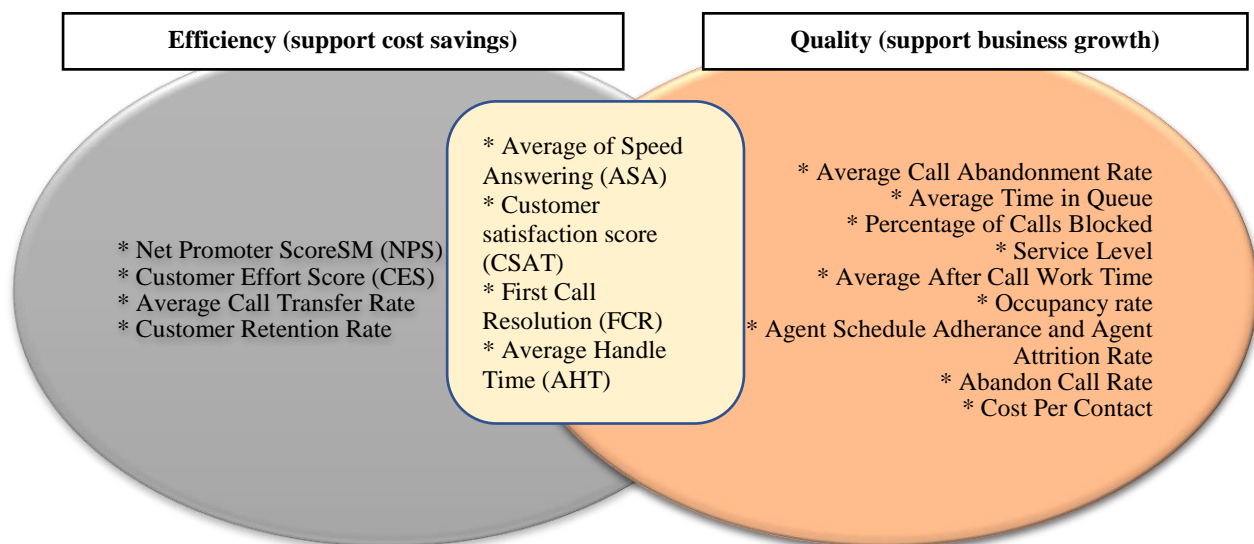 Efficiency (support cost savings)
Quality (support business growth)
* Net Promoter ScoreSM (NPS)
* Customer Effort Score (CES)
* Average Call Transfer Rate
* Customer Retention Rate
* Average of Speed
Answering (ASA)
* Customer
satisfaction score
(CSAT)
* First Call
Resolution (FCR)
* Average Handle
Time (AHT)
* Average Call Abandonment Rate
* Average Time in Queue
* Percentage of Calls Blocked
* Service Level
* Average After Call Work Time
* Occupancy rate
* Agent Schedule Adherance and Agent
Attrition Rate
* Abandon Call Rate
* Cost Per Contact